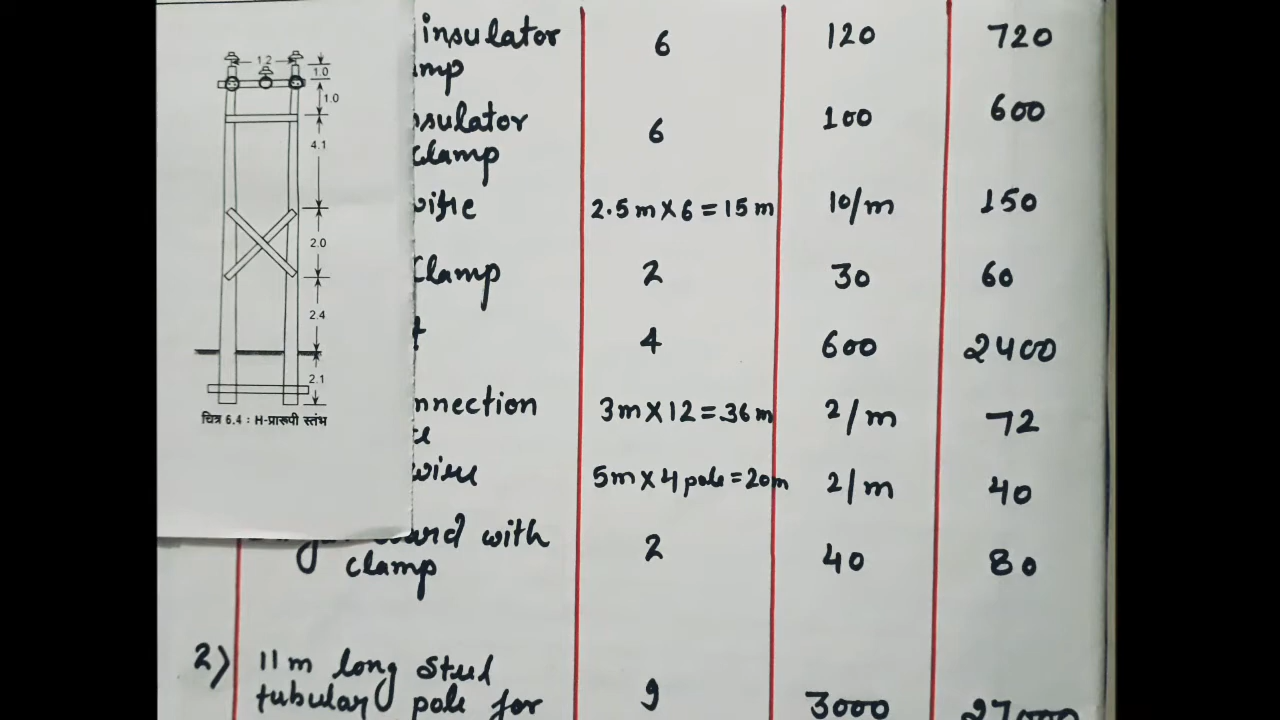 1.2
1.0
1.0
4.1
2.0
2.4
2.1
चित्र 6.4 : H-प्रारूपी स्तंभ
insulator 6 120 720
clamp 6 100 600
wire 2.5m×6=15m 10/m 150
clamp 2 30 60
4 600 2400
3m×12=36m 2/m 72
wire 5m×4 pole=20m 2/m 40
with 2 40 80
clamp
2) 11m long steel
tubular pole for 9 3000 27000